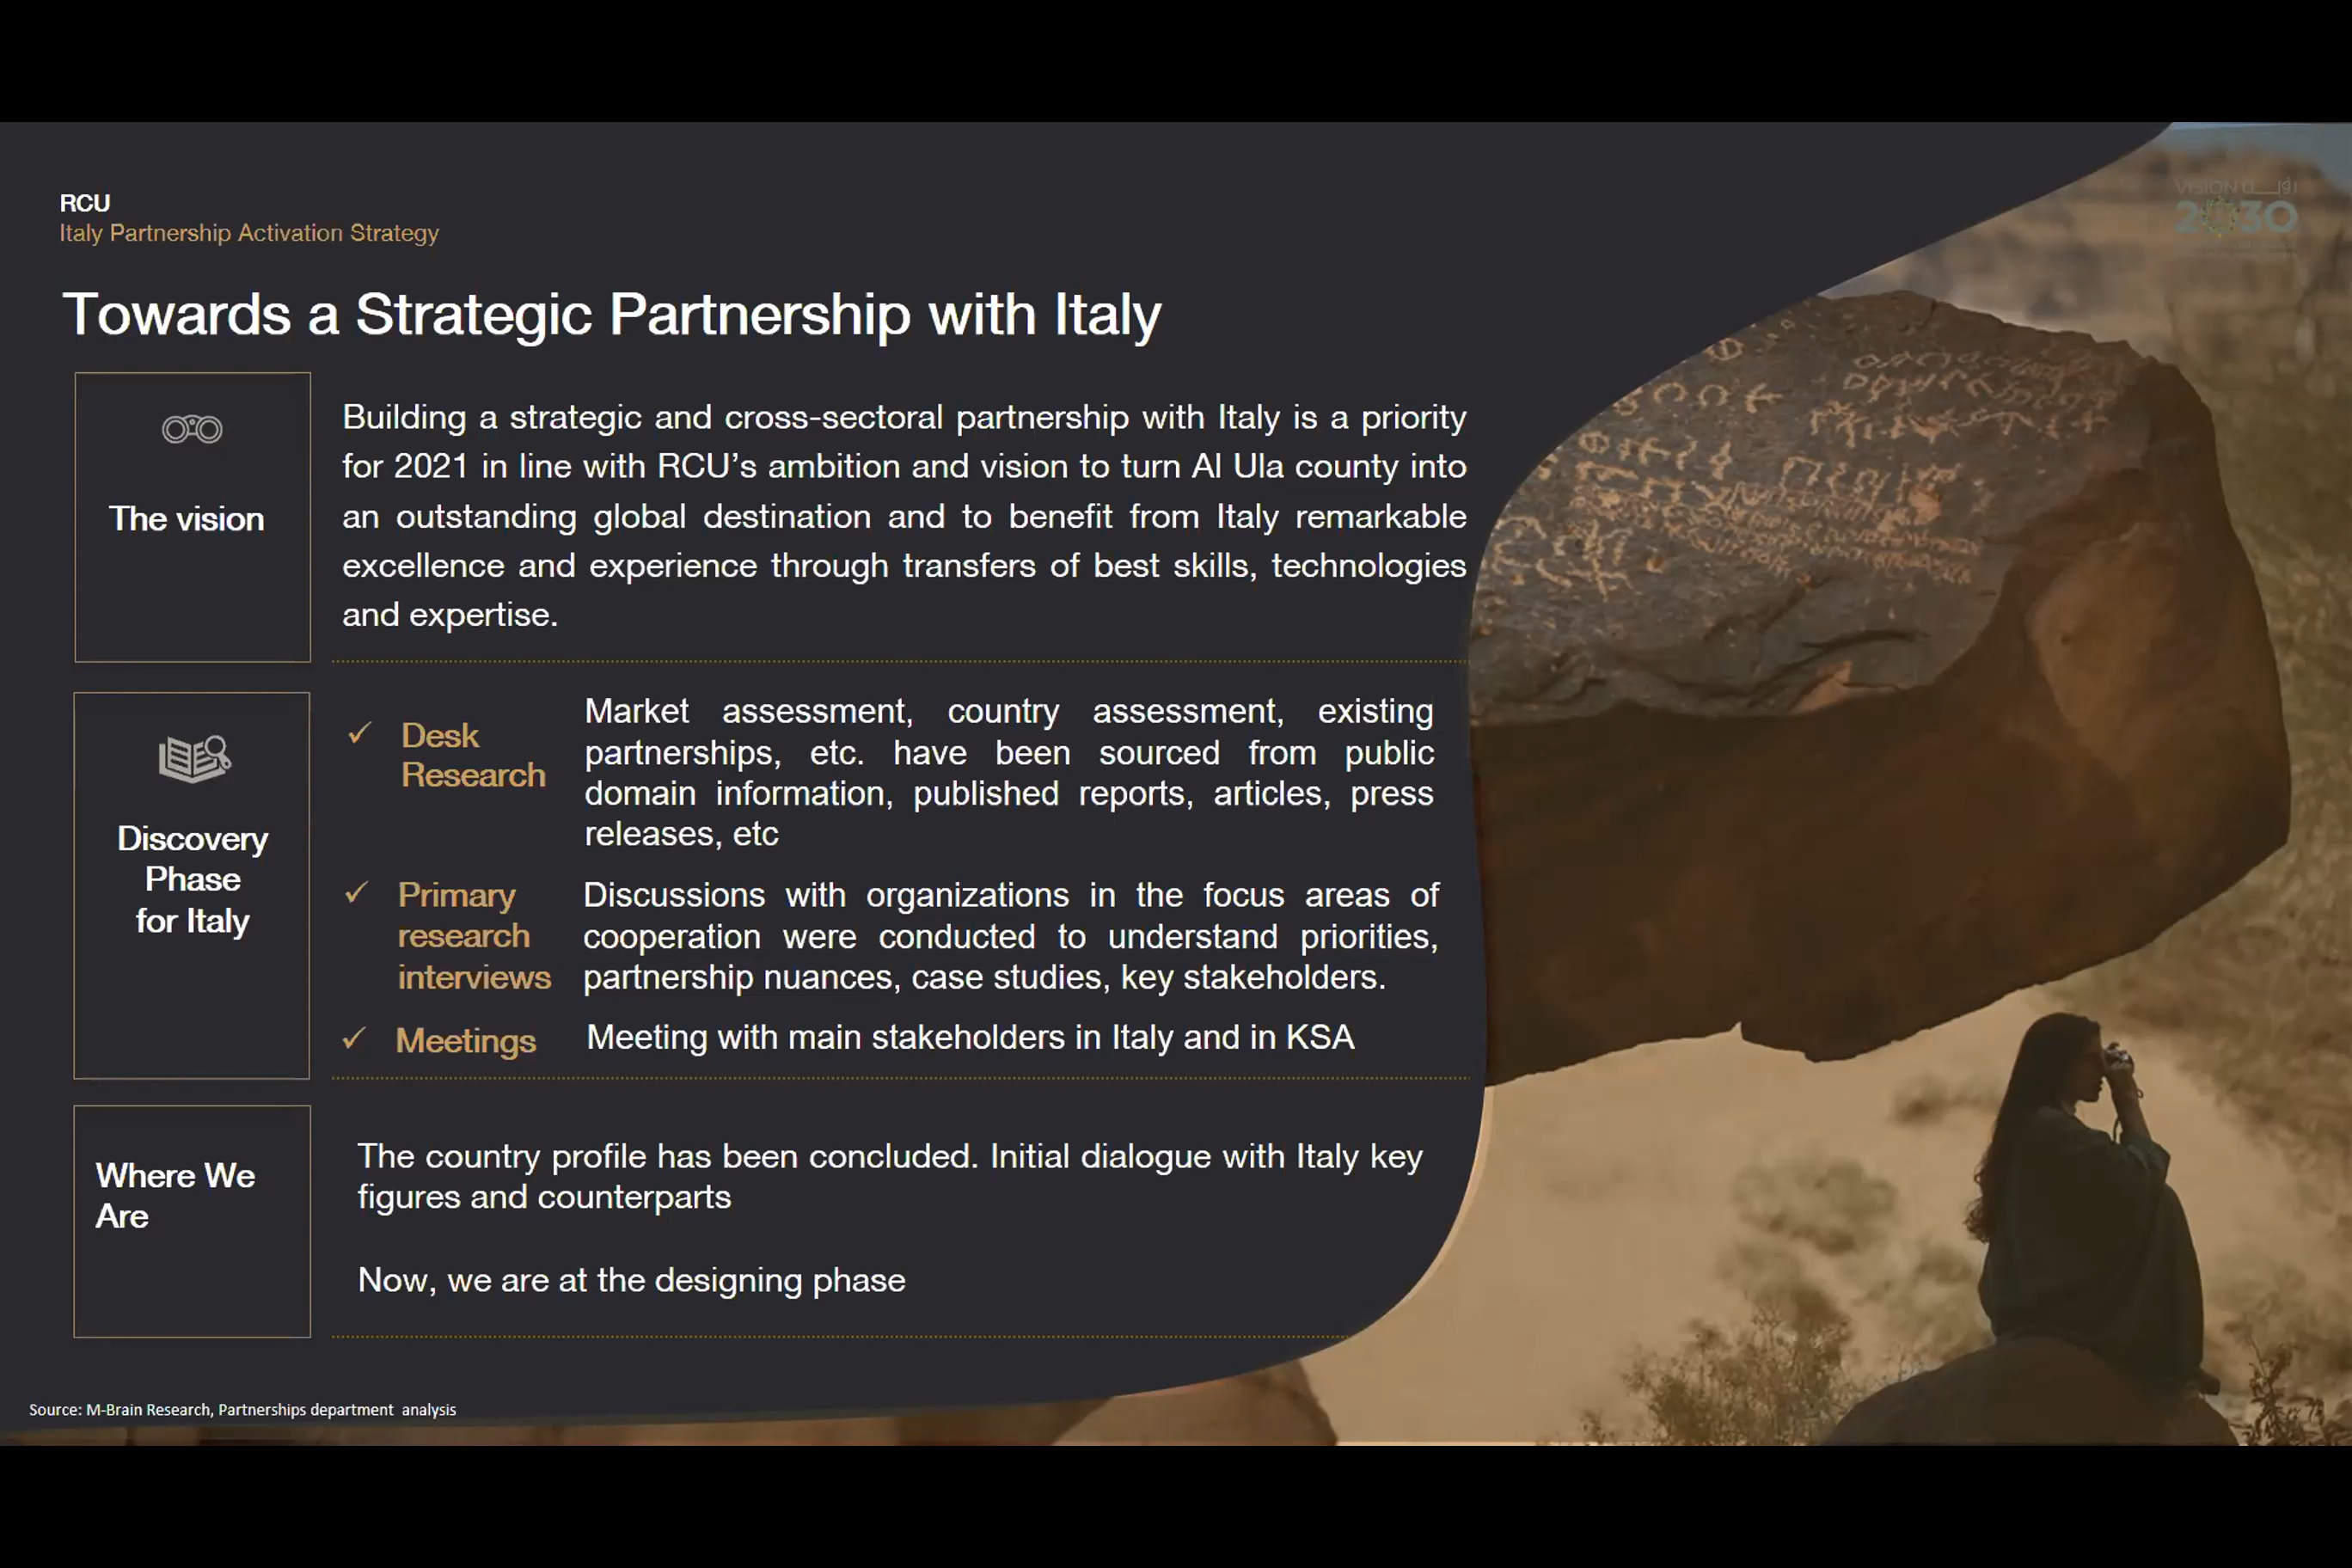 RCU
Italy Partnership Activation Strategy
Towards a Strategic Partnership with Italy
The vision
Building a strategic and cross-sectoral partnership with Italy is a priority
for 2021 in line with RCU’s ambition and vision to turn Al Ula county into
an outstanding global destination and to benefit from Italy remarkable
excellence and experience through transfers of best skills, technologies
and expertise.
Discovery
Phase
for Italy
✓ Desk
Research
Market assessment, country assessment, existing
partnerships, etc. have been sourced from public
domain information, published reports, articles, press
releases, etc
✓ Primary
research
interviews
Discussions with organizations in the focus areas of
cooperation were conducted to understand priorities,
partnership nuances, case studies, key stakeholders.
✓ Meetings
Meeting with main stakeholders in Italy and in KSA
Where We
Are
The country profile has been concluded. Initial dialogue with Italy key
figures and counterparts
Now, we are at the designing phase
Source: M-Brain Research, Partnerships department analysis
VISION
2030